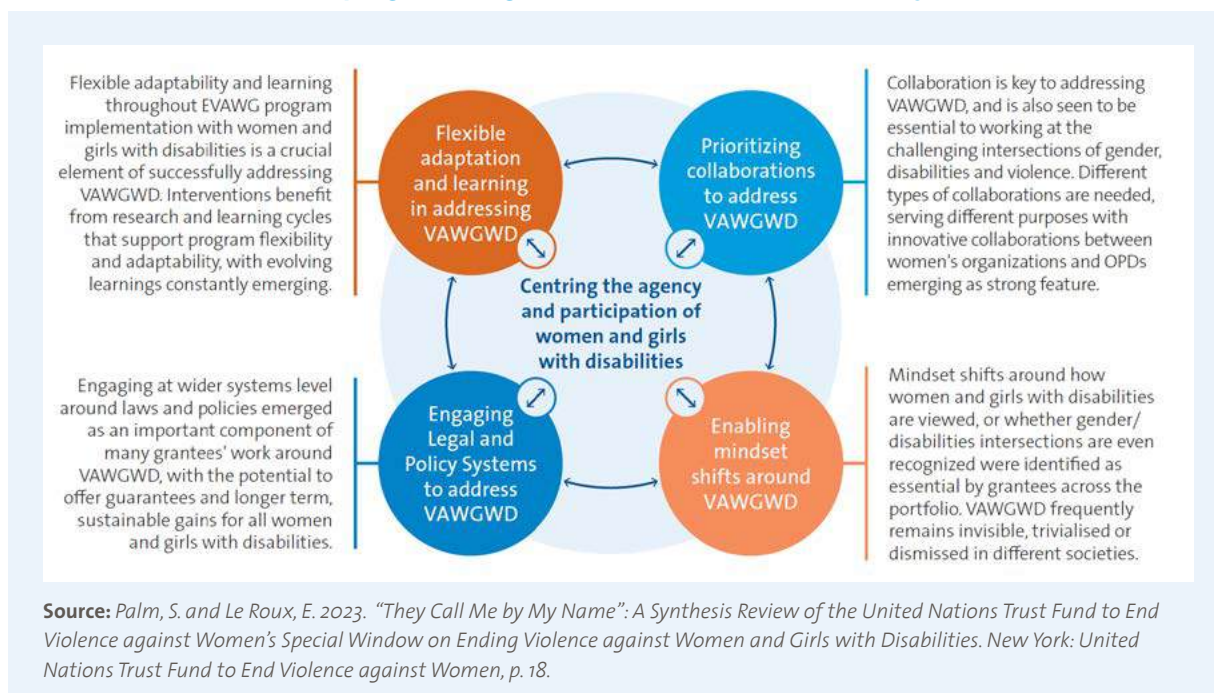 Flexible adaptability and learning
throughout EVAWG program
implementation with women and
girls with disabilities is a crucial
element of successfully addressing
VAWGWD. Interventions benefit
from research and learning cycles
that support program flexibility
and adaptability, with evolving
learnings constantly emerging.
Flexible
adaptation
and learning
in addressing
VAWGWD
Prioritizing
collaborations
to address
VAWGWD
Collaboration is key to addressing
VAWGWD, and is also seen to be
essential to working at the
challenging intersections of gender,
disabilities and violence. Different
types of collaborations are needed,
serving different purposes with
innovative collaborations between
women's organizations and OPDs
emerging as strong feature.
Centring the agency
and participation of
women and girls
with disabilities
Engaging at wider systems level
around laws and policies emerged
as an important component of
many grantees' work around
VAWGWD, with the potential to
offer guarantees and longer term,
sustainable gains for all women
and girls with disabilities.
Engaging
Legal and
Policy Systems
to address
VAWGWD
Enabling
mindset
shifts around
VAWGWD
Mindset shifts around how
women and girls with disabilities
are viewed, or whether gender/
disabilities intersections are even
recognized were identified as
essential by grantees across the
portfolio. VAWGWD frequently
remains invisible, trivialised or
dismissed in different societies.
Source: Palm, S. and Le Roux, E. 2023. “They Call Me by My Name”: A Synthesis Review of the United Nations Trust Fund to End
Violence against Women’s Special Window on Ending Violence against Women and Girls with Disabilities. New York: United
Nations Trust Fund to End Violence against Women, p. 18.